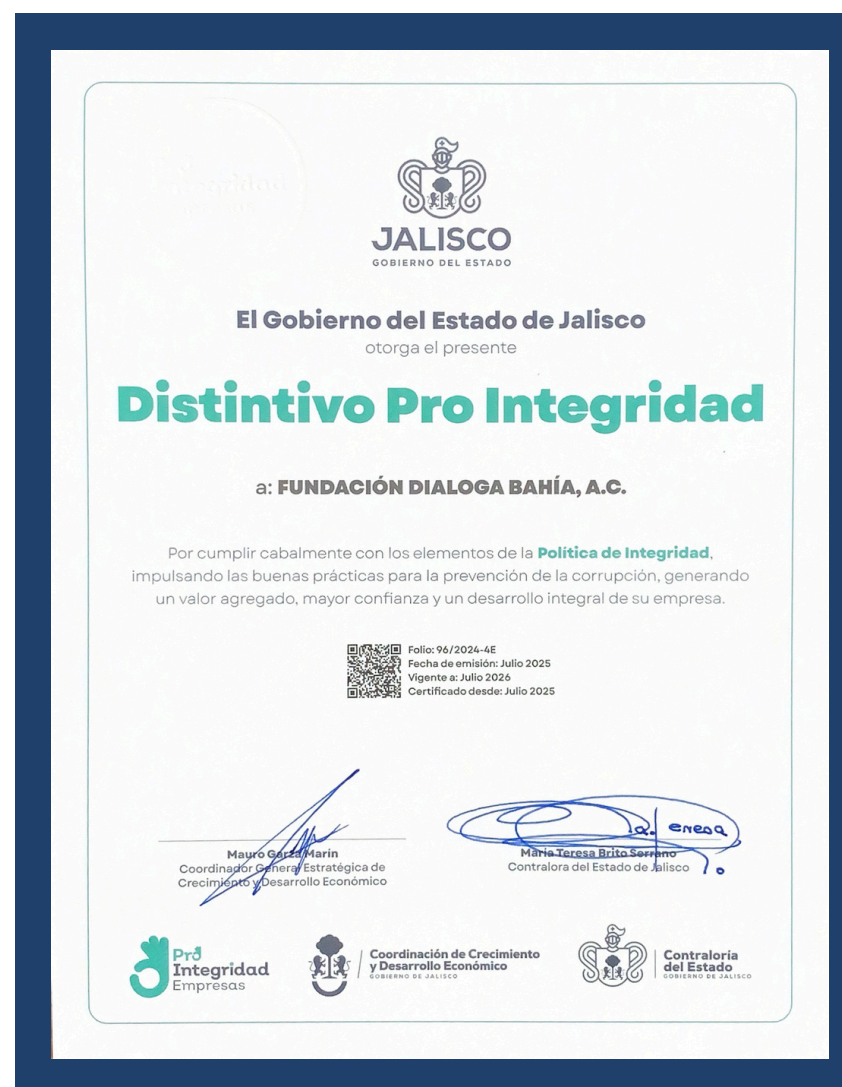 JALISCO
GOBIERNO DEL ESTADO
El Gobierno del Estado de Jalisco
otorga el presente
Distintivo Pro Integridad
a: FUNDACIÓN DIALOGA BAHÍA, A.C.
Por cumplir cabalmente con los elementos de la Política de Integridad,
impulsando las buenas prácticas para la prevención de la corrupción, generando
un valor agregado, mayor confianza y un desarrollo integral de su empresa.
Folio: 96/2024-4E
Fecha de emisión: Julio 2025
Vigente a: Julio 2026
Certificado desde: Julio 2025
Mauro Garza Marín
Coordinador General Estratégica de
Crecimiento y Desarrollo Económico
María Teresa Brito Serrano
Contralora del Estado de Jalisco
Pro
Integridad
Empresas
Coordinación de Crecimiento
y Desarrollo Económico
GOBIERNO DE JALISCO
Contraloría
del Estado
GOBIERNO DE JALISCO